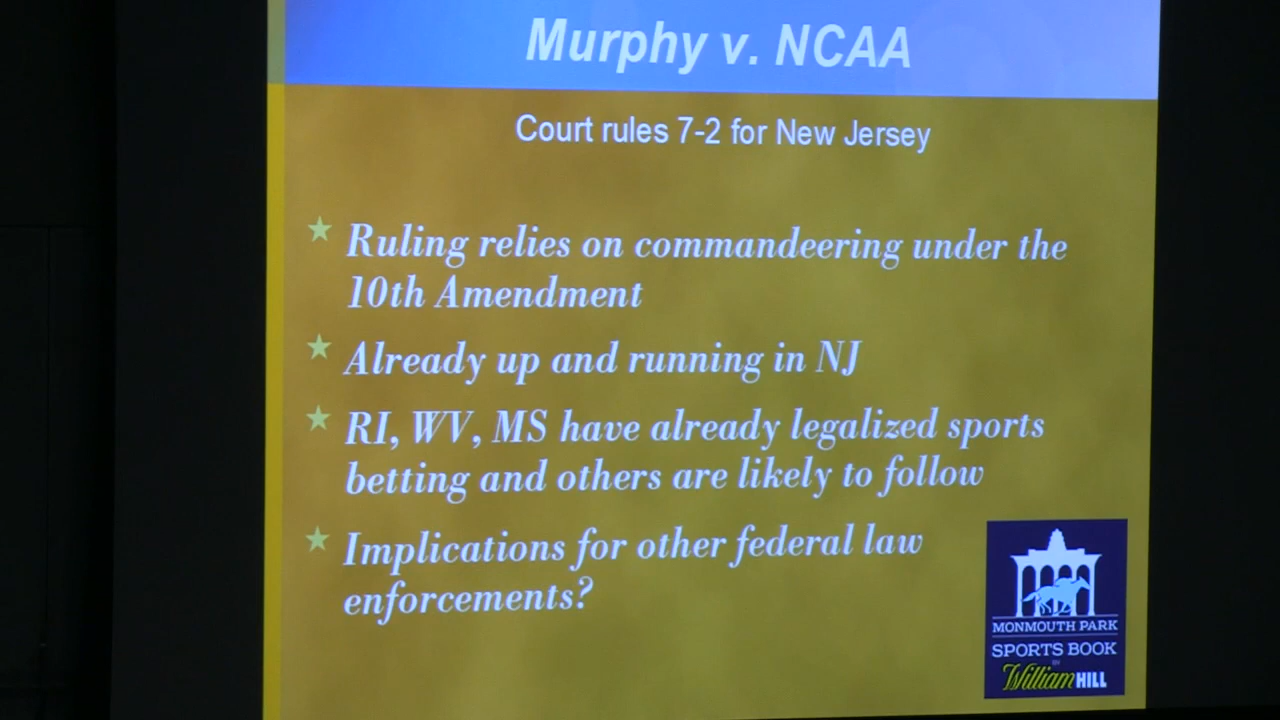 Murphy v. NCAA
Court rules 7-2 for New Jersey
Ruling relies on commandeering under the
10th Amendment
Already up and running in NJ
RI, WV, MS have already legalized sports
betting and others are likely to follow
Implications for other federal law
enforcements?
MONMOUTH PARK
SPORTS BOOK
BY
William HILL